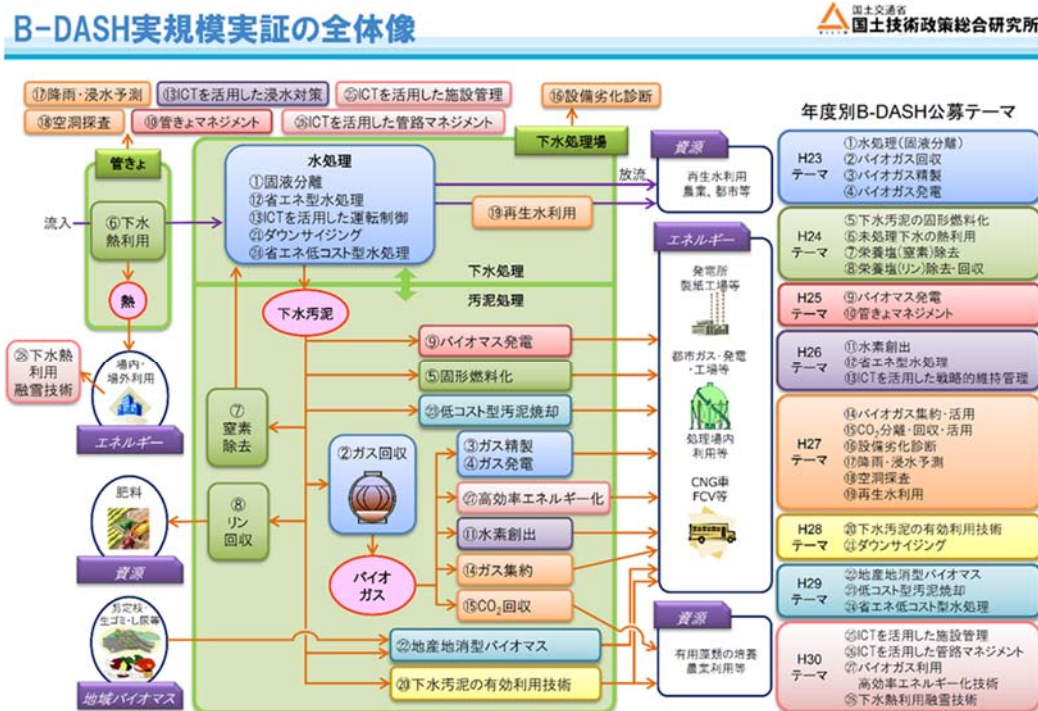 B-DASH実規模実証の全体像
国土交通省
国土技術政策総合研究所
⑰降雨・浸水予測
⑬ICTを活用した浸水対策
㉕ICTを活用した施設管理
⑱空洞探査
⑩管きょマネジメント
㉖ICTを活用した管路マネジメント
⑯設備劣化診断
管きょ
下水処理場
流入
⑥下水
熱利用
熱
水処理
①固液分離
⑫省エネ型水処理
⑬ICTを活用した運転制御
㉑ダウンサイジング
㉔省エネ低コスト型水処理
放流
⑲再生水利用
下水処理
汚泥処理
下水汚泥
㉘下水熱
利用
融雪技術
場内・
場外利用
エネルギー
⑦
窒素
除去
⑧
リン
回収
肥料
資源
剪定枝・
生ゴミ・し尿等
地域バイオマス
⑨バイオマス発電
⑤固形燃料化
㉓低コスト型汚泥焼却
②ガス回収
③ガス精製
④ガス発電
㉗高効率エネルギー化
⑪水素創出
⑭ガス集約
⑮CO₂回収
バイオ
ガス
㉒地産地消型バイオマス
⑳下水汚泥の有効利用技術
資源
再生水利用
農業、都市等
エネルギー
発電所
製紙工場等
都市ガス・発電
・工場等
処理場内
利用等
CNG車
FCV等
資源
有用藻類の培養
農業利用等
年度別B-DASH公募テーマ
H23
テーマ
①水処理(固液分離)
②バイオガス回収
③バイオガス精製
④バイオガス発電
H24
テーマ
⑤下水汚泥の固形燃料化
⑥未処理下水の熱利用
⑦栄養塩(窒素)除去
⑧栄養塩(リン)除去・回収
H25
テーマ
⑨バイオマス発電
⑩管きょマネジメント
H26
テーマ
⑪水素創出
⑫省エネ型水処理
⑬ICTを活用した戦略的維持管理
H27
テーマ
⑭バイオガス集約・活用
⑮CO₂分離・回収・活用
⑯設備劣化診断
⑰降雨・浸水予測
⑱空洞探査
⑲再生水利用
H28
テーマ
⑳下水汚泥の有効利用技術
㉑ダウンサイジング
H29
テーマ
㉒地産地消型バイオマス
㉓低コスト型汚泥焼却
㉔省エネ低コスト型水処理
H30
テーマ
㉕ICTを活用した施設管理
㉖ICTを活用した管路マネジメント
㉗バイオガス利用
高効率エネルギー化技術
㉘下水熱利用融雪技術